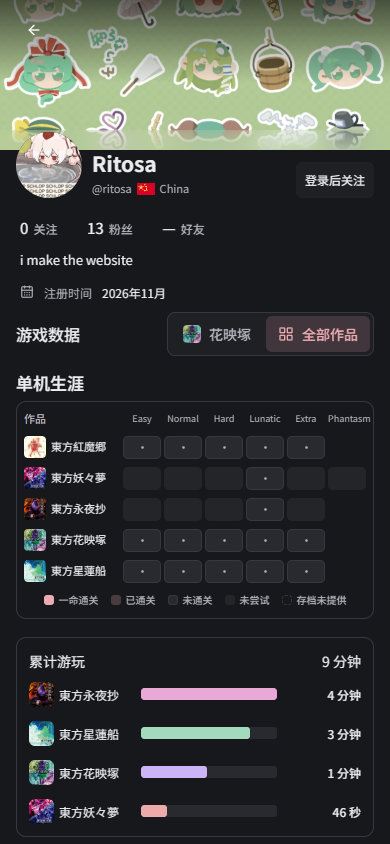 Ritosa
@ritosa China
登录后关注
0 关注 13 粉丝 — 好友
i make the website
注册时间 2026年11月
游戏数据 花映塚 全部作品
单机生涯
作品 Easy Normal Hard Lunatic Extra Phantasm
東方紅魔郷
東方妖々夢
東方永夜抄
東方花映塚
東方星蓮船
一命通关 已通关 未通关 未尝试 存档未提供
累计游玩 9 分钟
東方永夜抄 4 分钟
東方星蓮船 3 分钟
東方花映塚 1 分钟
東方妖々夢 46 秒